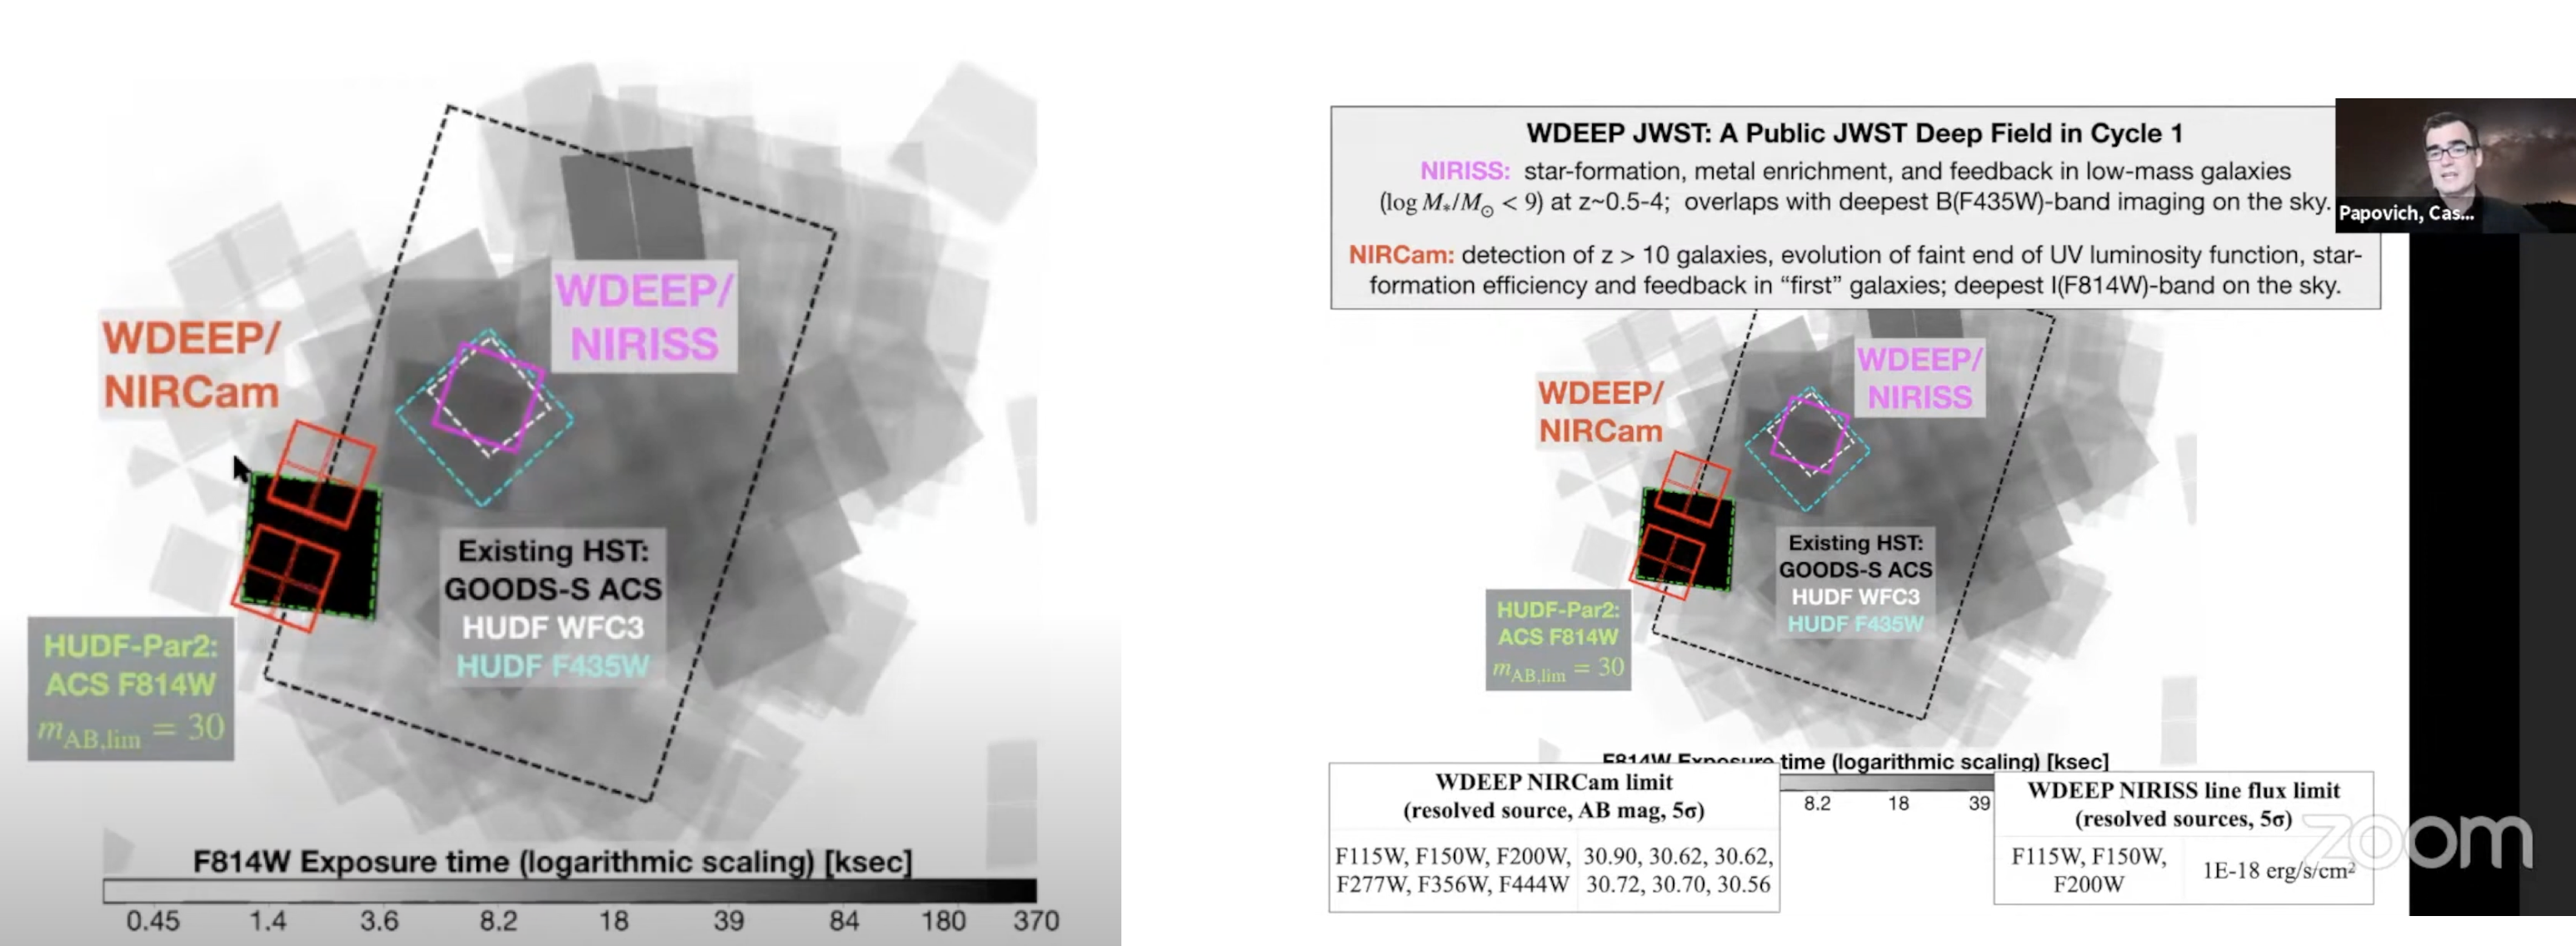 WDEEP/
NIRISS
WDEEP/
NIRCam
Existing HST:
GOODS-S ACS
HUDF WFC3
HUDF F435W
HUDF-Par2:
ACS F814W
m_AB,lim = 30
F814W Exposure time (logarithmic scaling) [ksec]
0.45 1.4 3.6 8.2 18 39 84 180 370
WDEEP JWST: A Public JWST Deep Field in Cycle 1
NIRISS: star-formation, metal enrichment, and feedback in low-mass galaxies
(log M*/M⊙ < 9) at z~0.5-4; overlaps with deepest B(F435W)-band imaging on the sky.
NIRCam: detection of z > 10 galaxies, evolution of faint end of UV luminosity function, star-
formation efficiency and feedback in “first” galaxies; deepest I(F814W)-band on the sky.
Papovich, Cas...
WDEEP/
NIRISS
WDEEP/
NIRCam
Existing HST:
GOODS-S ACS
HUDF WFC3
HUDF F435W
HUDF-Par2:
ACS F814W
m_AB,lim = 30
F814W Exposure time (logarithmic scaling) [ksec]
8.2 18 39
WDEEP NIRCam limit
(resolved source, AB mag, 5σ)
F115W, F150W, F200W, 30.90, 30.62, 30.62,
F277W, F356W, F444W 30.72, 30.70, 30.56
WDEEP NIRISS line flux limit
(resolved sources, 5σ)
F115W, F150W,
F200W
1E-18 erg/s/cm²
zoom